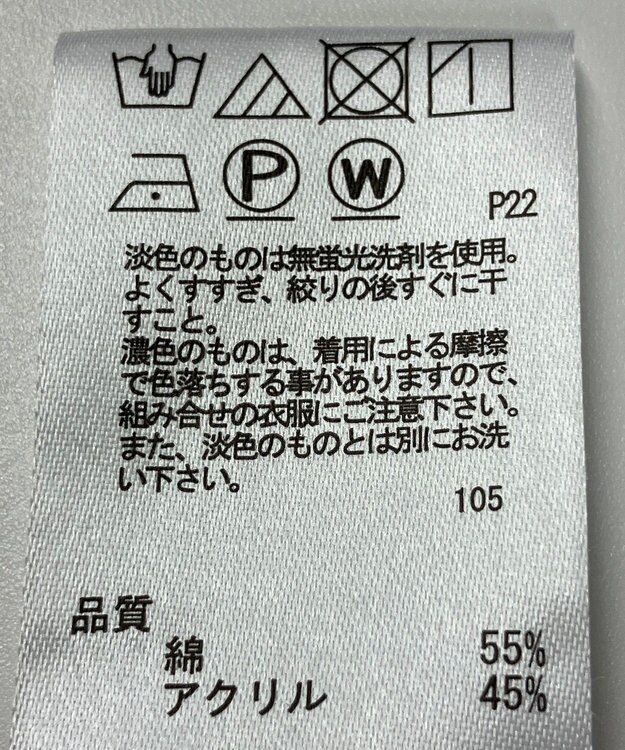 P W
P22
淡色のものは無蛍光洗剤を使用。
よくすすぎ、絞りの後すぐに干
すこと。
濃色のものは、着用による摩擦
で色落ちする事がありますので、
組み合せの衣服にご注意下さい。
また、淡色のものとは別にお洗
い下さい。
105
品質
綿 55%
アクリル 45%